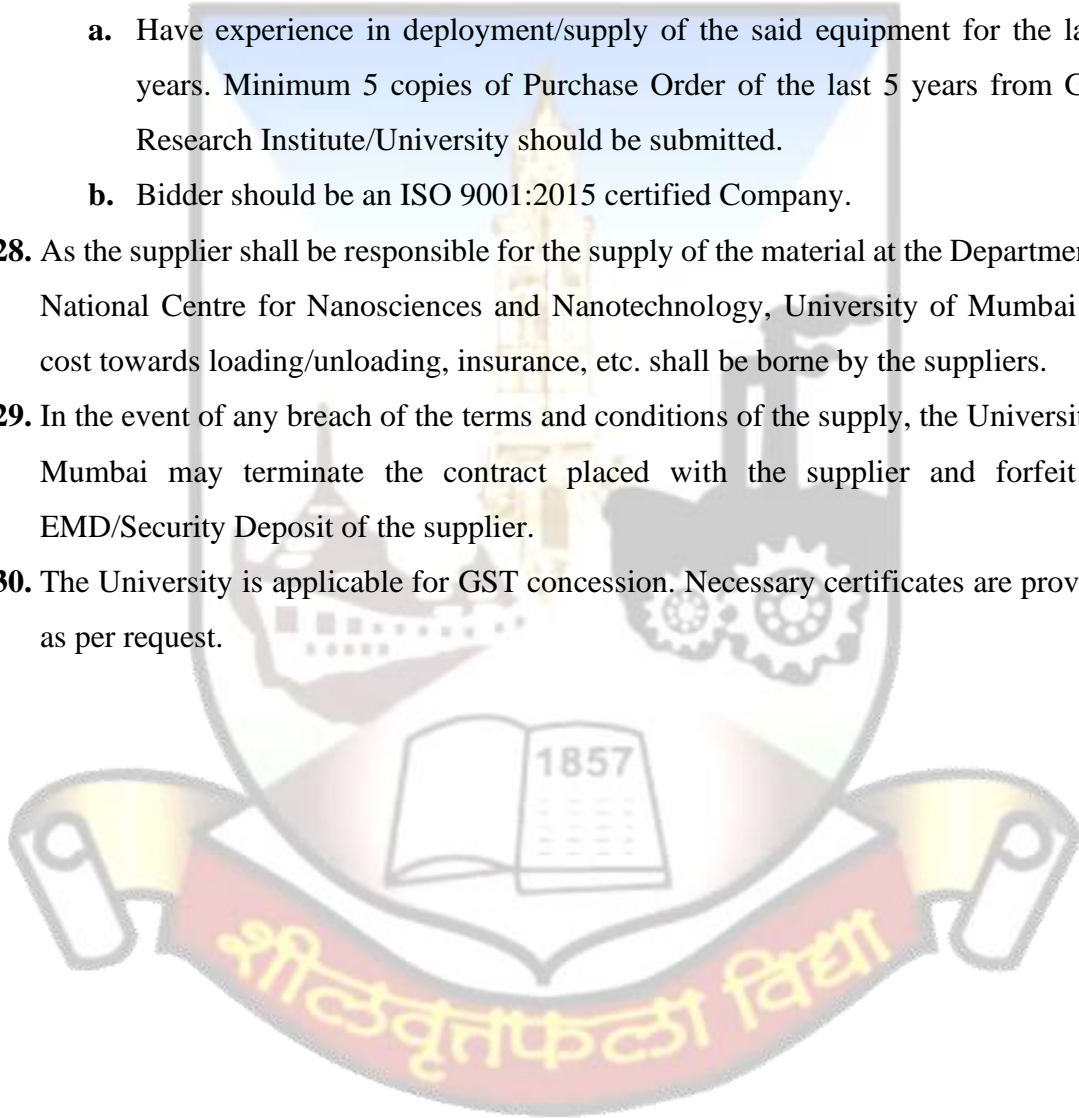 a. Have experience in deployment/supply of the said equipment for the
years. Minimum 5 copies of Purchase Order of the last 5 years from
Research Institute/University should be submitted.
b. Bidder should be an ISO 9001:2015 certified Company.
28. As the supplier shall be responsible for the supply of the material at the
National Centre for Nanosciences and Nanotechnology, University of Mumbai
cost towards loading/unloading, insurance, etc. shall be borne by the suppliers.
29. In the event of any breach of the terms and conditions of the supply, the
Mumbai may terminate the contract placed with the supplier and forfeit
EMD/Security Deposit of the supplier.
30. The University is applicable for GST concession. Necessary certificates are
as per request.
1857
शीलवृतफला विद्या